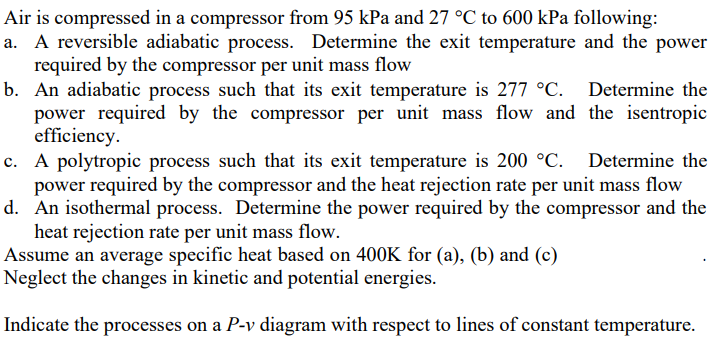 Air is compressed in a compressor from 95 kPa and 27 °C to 600 kPa following:
a. A reversible adiabatic process. Determine the exit temperature and the power
required by the compressor per unit mass flow
b. An adiabatic process such that its exit temperature is 277 °C. Determine the
power required by the compressor per unit mass flow and the isentropic
efficiency.
c. A polytropic process such that its exit temperature is 200 °C. Determine the
power required by the compressor and the heat rejection rate per unit mass flow
d. An isothermal process. Determine the power required by the compressor and the
heat rejection rate per unit mass flow.
Assume an average specific heat based on 400K for (a), (b) and (c) .
Neglect the changes in kinetic and potential energies.
Indicate the processes on a P-v diagram with respect to lines of constant temperature.